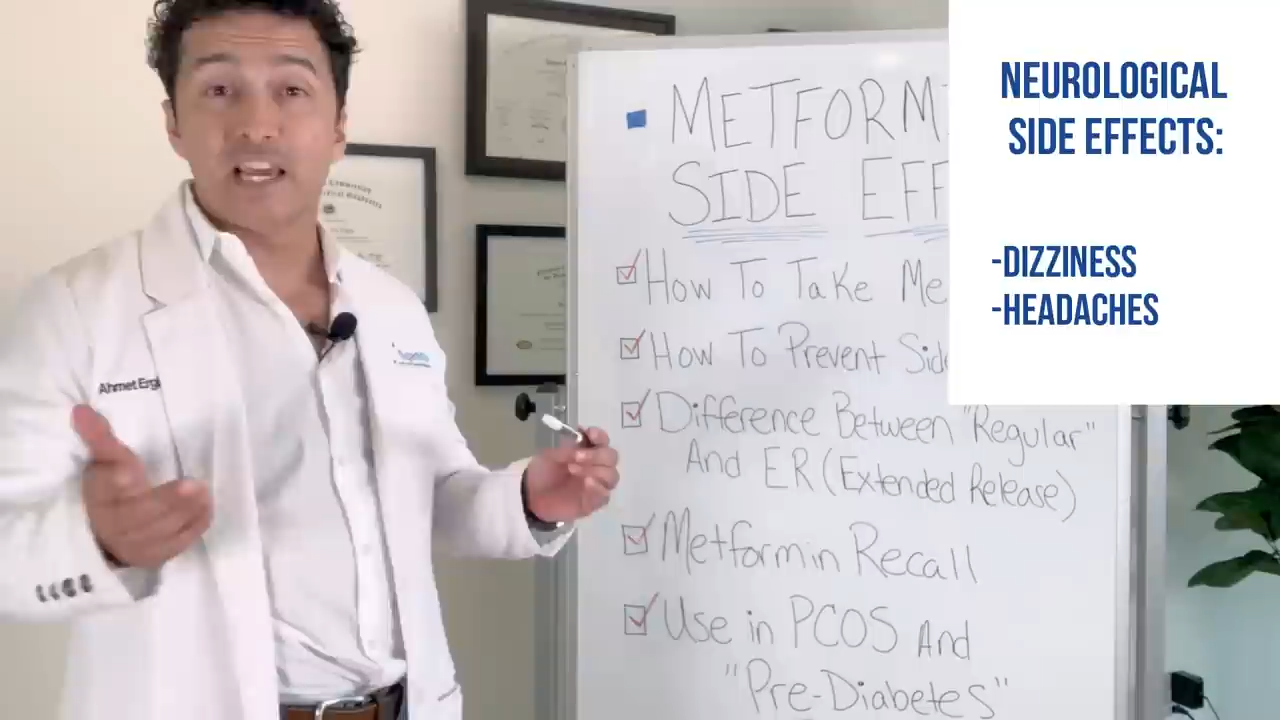 METFORM
SIDE EFF
How To Take Me
How To Prevent Side
Difference Between "Regular"
And ER (Extended Release)
Metformin Recall
Use in PCOS And
"Pre-Diabetes"
NEUROLOGICAL
SIDE EFFECTS:
-DIZZINESS
-HEADACHES
Ahmet Erg